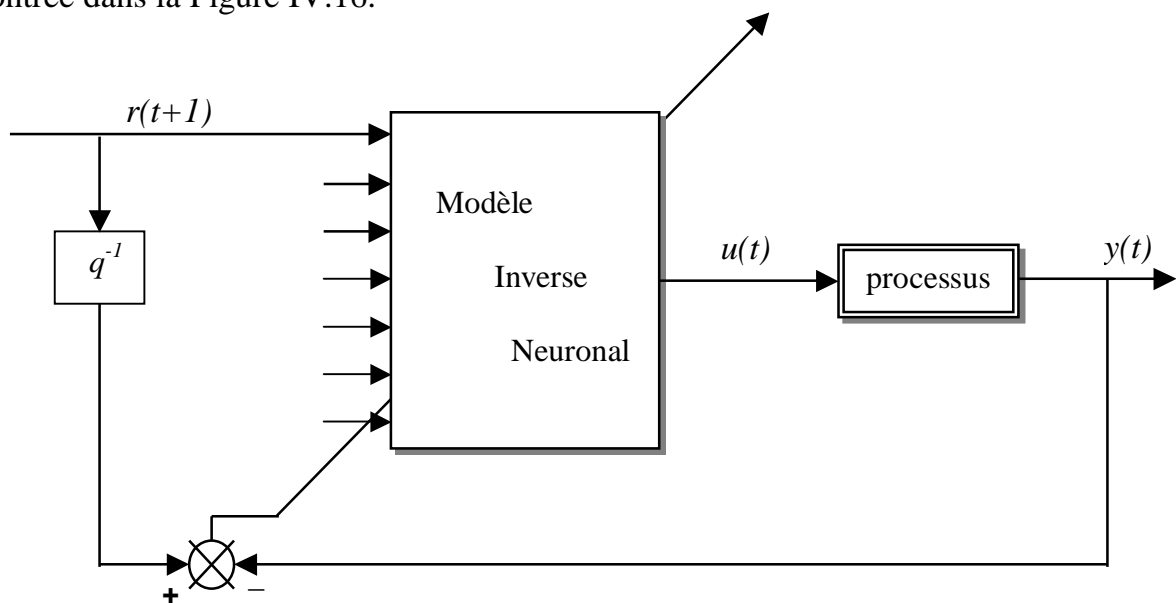 ontrée dans la Figure IV.16.
r(t+1)
Modèle
q⁻¹
u(t)
y(t)
Inverse
processus
Neuronal
+
_